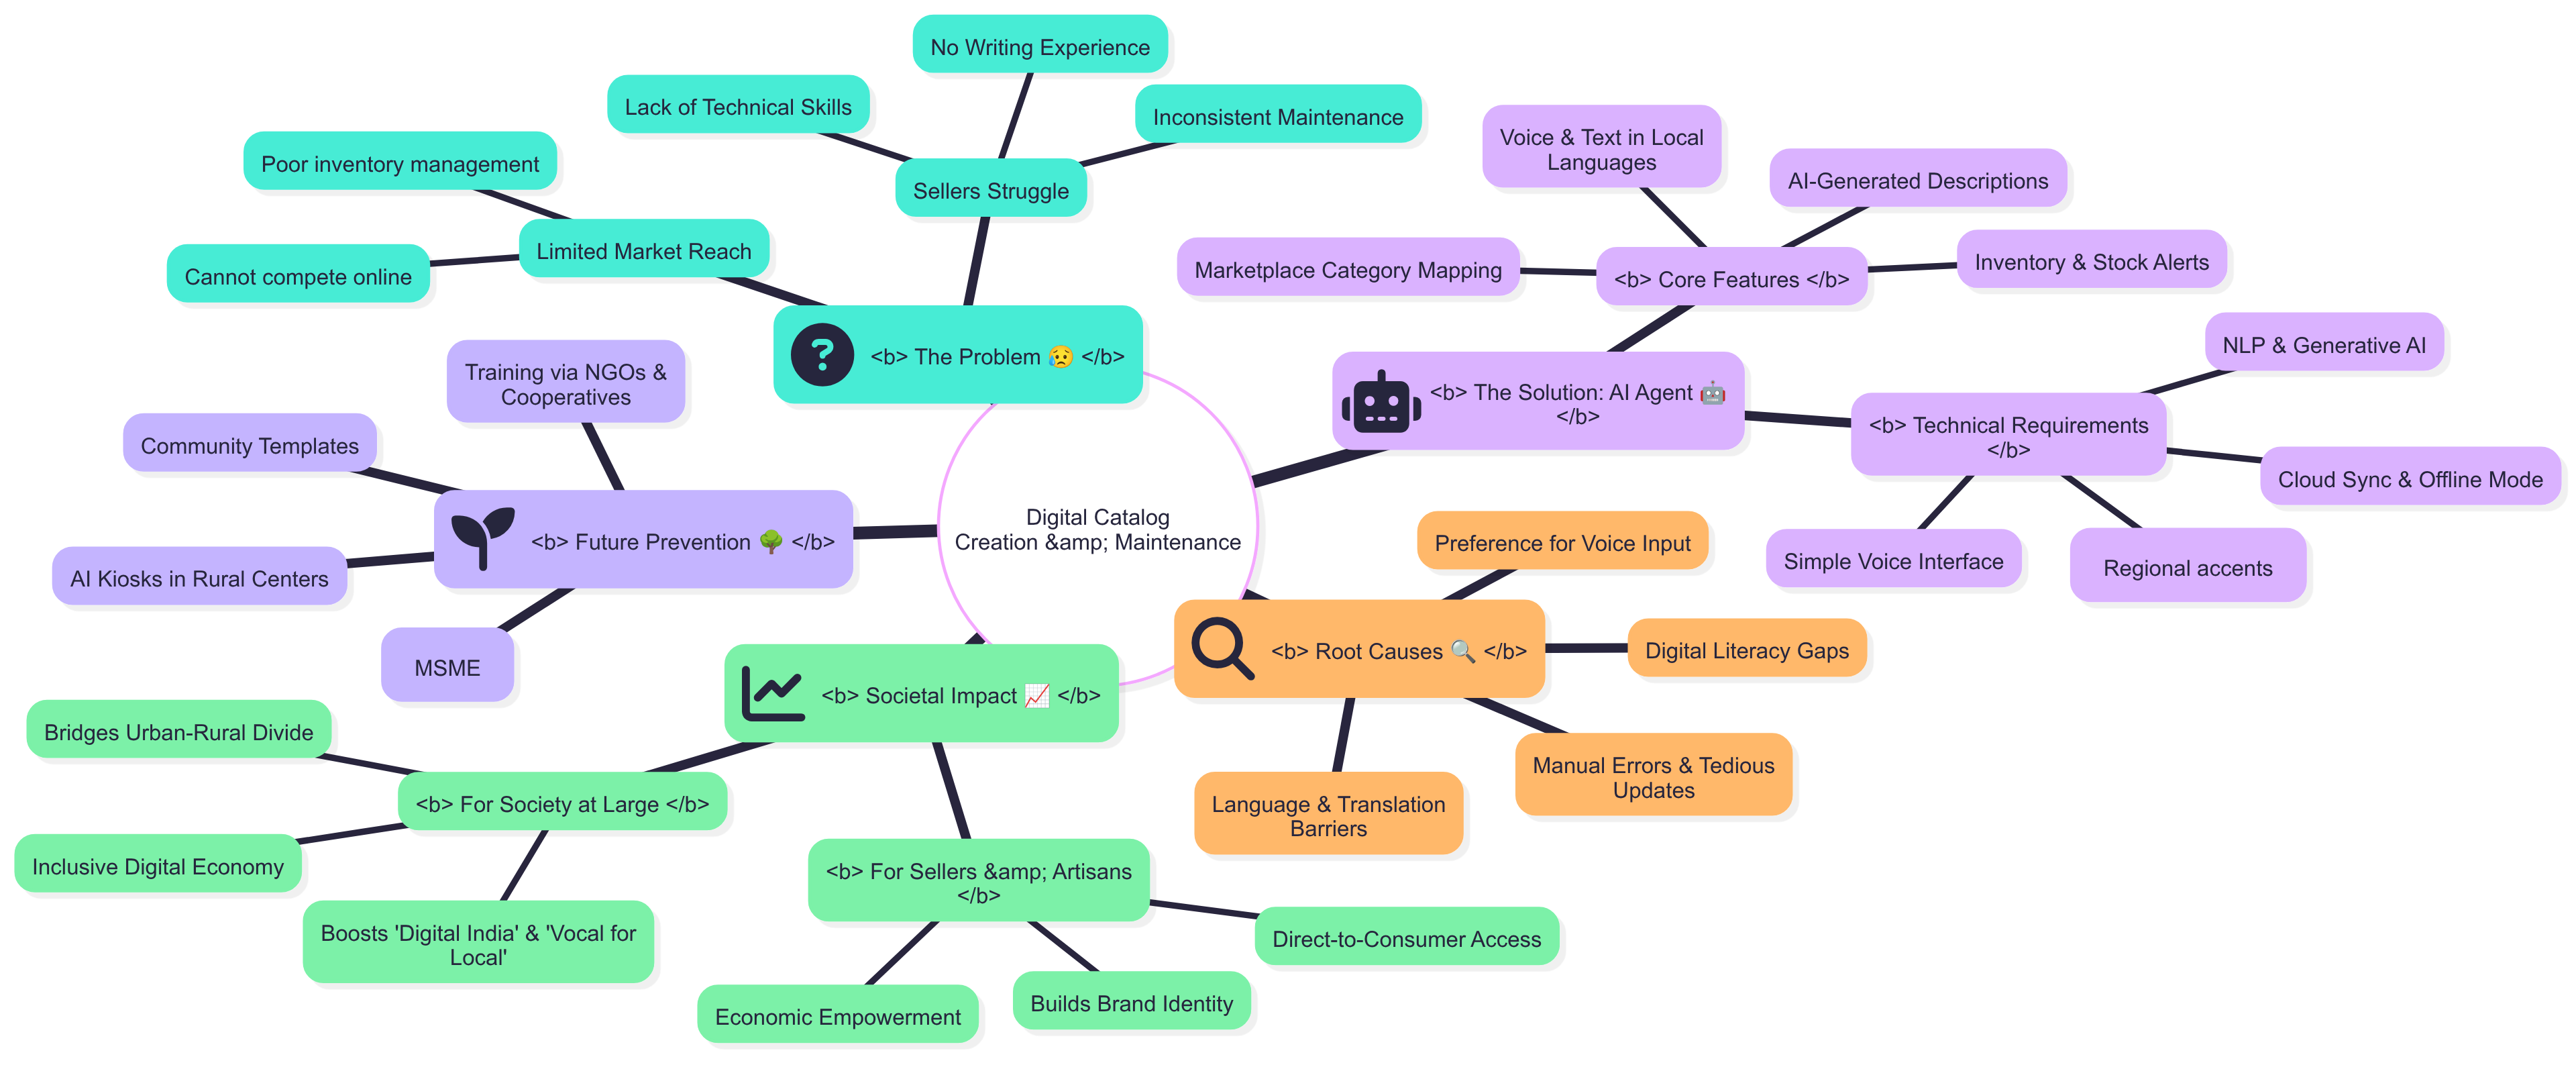 Digital Catalog
Creation &amp; Maintenance
<b> The Problem 😥 </b>
Sellers Struggle
No Writing Experience
Lack of Technical Skills
Inconsistent Maintenance
Limited Market Reach
Poor inventory management
Cannot compete online
<b> The Solution: AI Agent 🤖
</b>
<b> Core Features </b>
Voice & Text in Local
Languages
AI-Generated Descriptions
Marketplace Category Mapping
Inventory & Stock Alerts
<b> Technical Requirements
</b>
NLP & Generative AI
Cloud Sync & Offline Mode
Simple Voice Interface
Regional accents
<b> Root Causes 🔍 </b>
Preference for Voice Input
Digital Literacy Gaps
Manual Errors & Tedious
Updates
Language & Translation
Barriers
<b> Societal Impact 📈 </b>
<b> For Society at Large </b>
Bridges Urban-Rural Divide
Inclusive Digital Economy
Boosts 'Digital India' & 'Vocal for
Local'
<b> For Sellers &amp; Artisans
</b>
Direct-to-Consumer Access
Builds Brand Identity
Economic Empowerment
<b> Future Prevention 🌳 </b>
Training via NGOs &
Cooperatives
Community Templates
AI Kiosks in Rural Centers
MSME